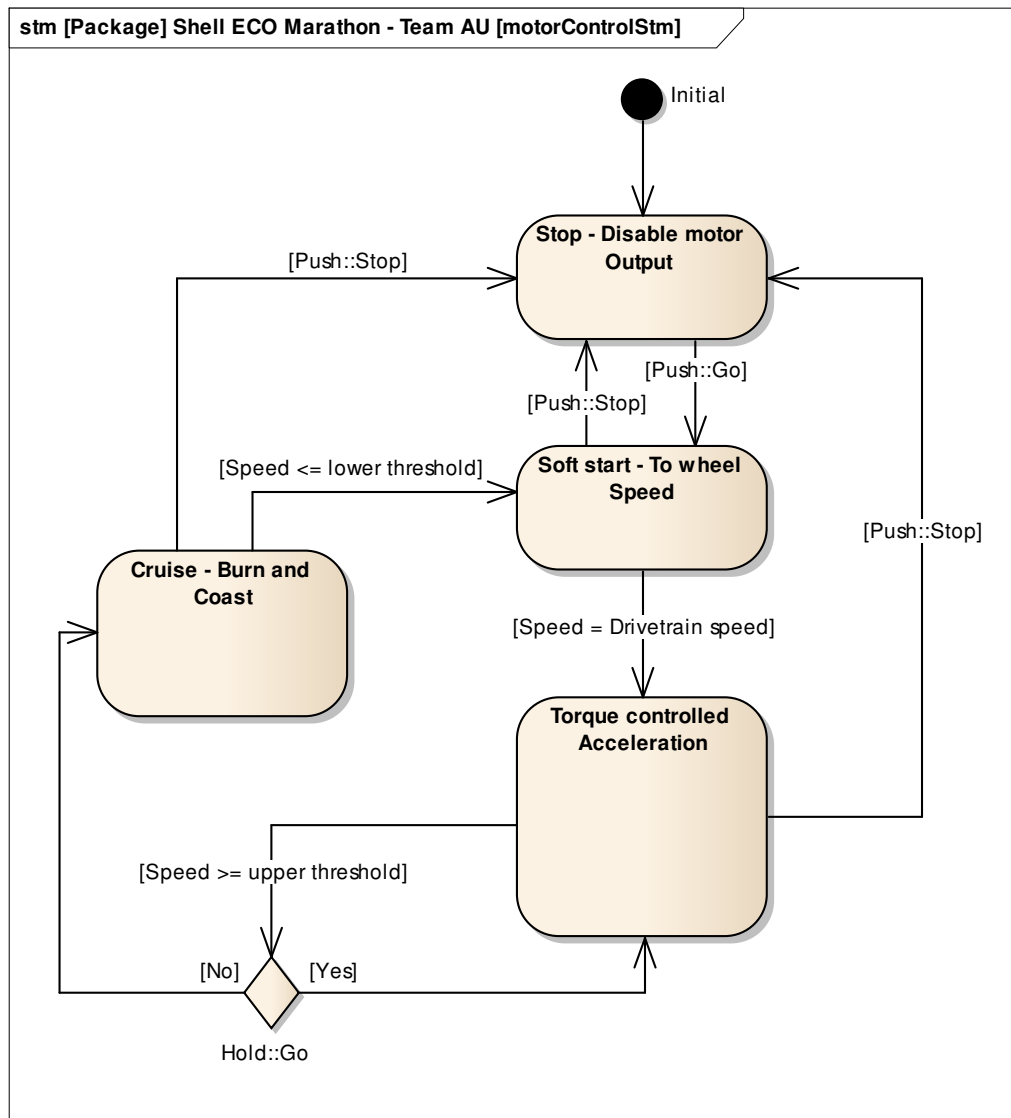 stm [Package] Shell ECO Marathon - Team AU [motorControlStm]
Initial
Stop - Disable motor
Output
[Push::Stop]
[Push::Go]
[Push::Stop]
[Speed <= lower threshold]
Soft start - To wheel
Speed
[Push::Stop]
Cruise - Burn and
Coast
[Speed = Drivetrain speed]
Torque controlled
Acceleration
[Speed >= upper threshold]
[No]
[Yes]
Hold::Go